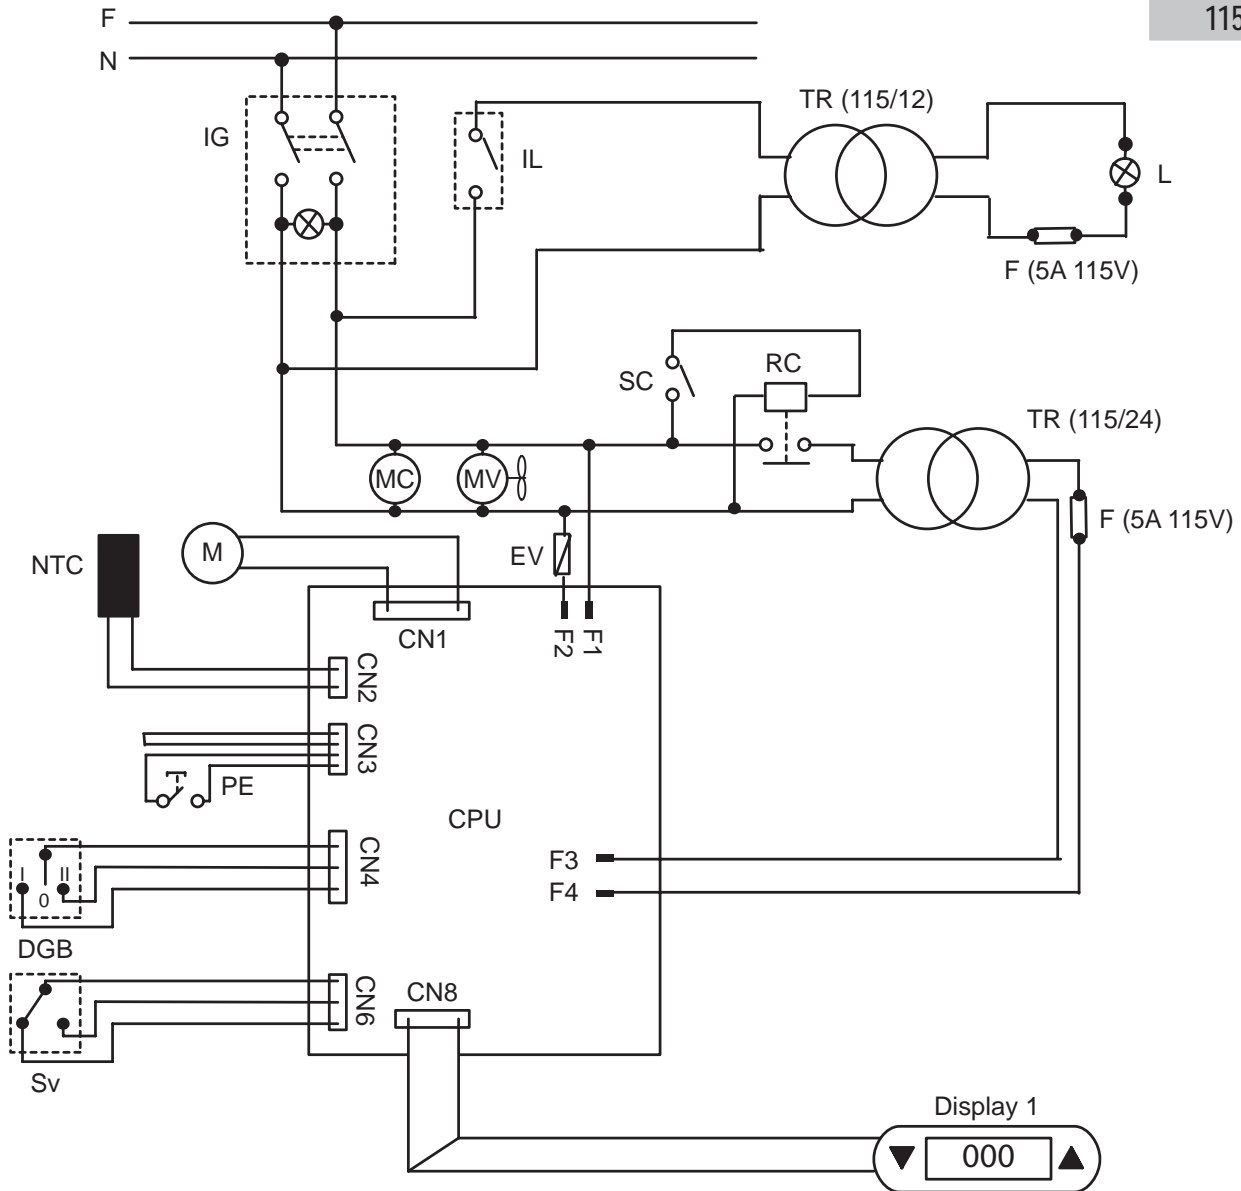 115
F
N
TR (115/12)
IG
IL
L
F (5A 115V)
SC
RC
TR (115/24)
MC
MV
F (5A 115V)
NTC
M
EV
F2
F1
CN1
CN2
CN3
PE
CPU
CN4
I
II
0
F3
F4
DGB
CN6
CN8
Sv
Display 1
000